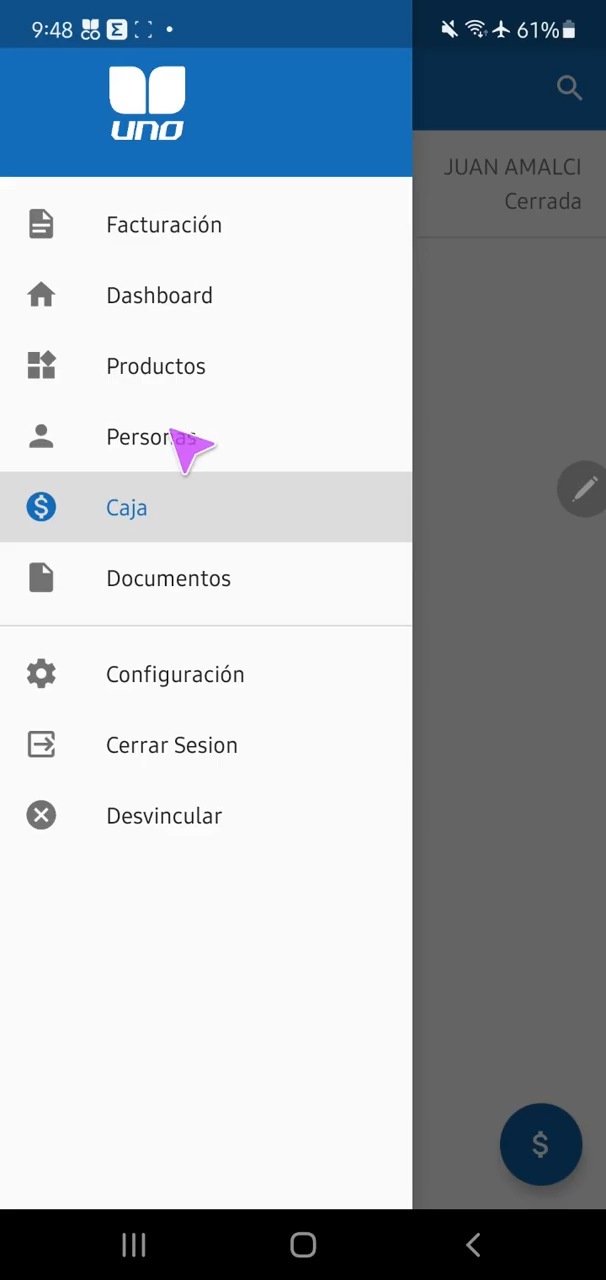 9:48
61%
uno
JUAN AMALCI
Cerrada
Facturación
Dashboard
Productos
Personas
Caja
Documentos
Configuración
Cerrar Sesion
Desvincular